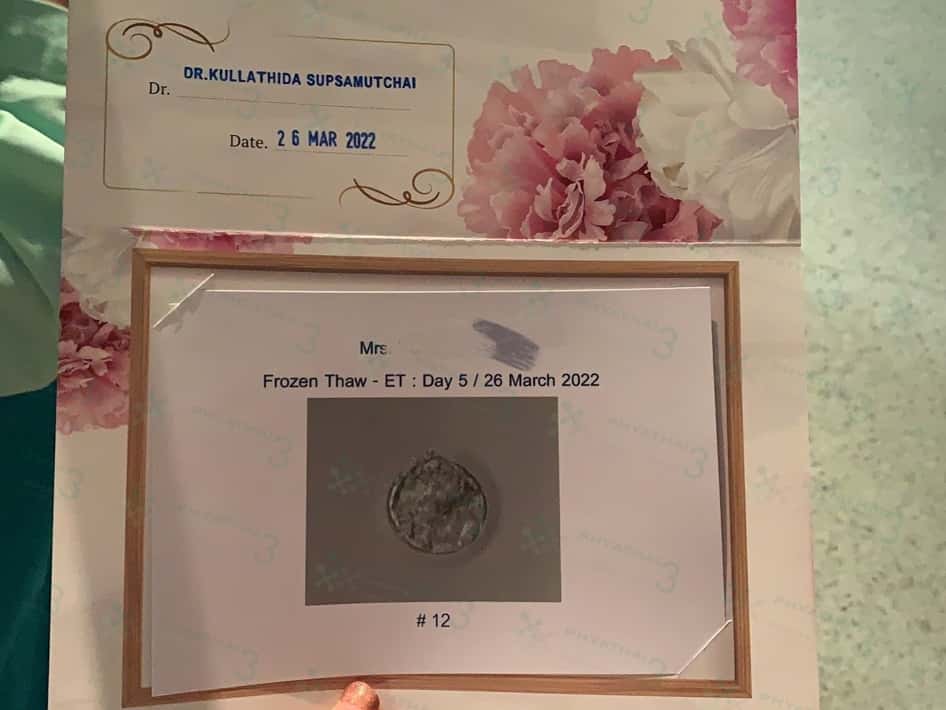 Dr. DR.KULLATHIDA SUPSAMUTCHAI
Date. 26 MAR 2022
Mrs.
Frozen Thaw - ET : Day 5 / 26 March 2022
# 12